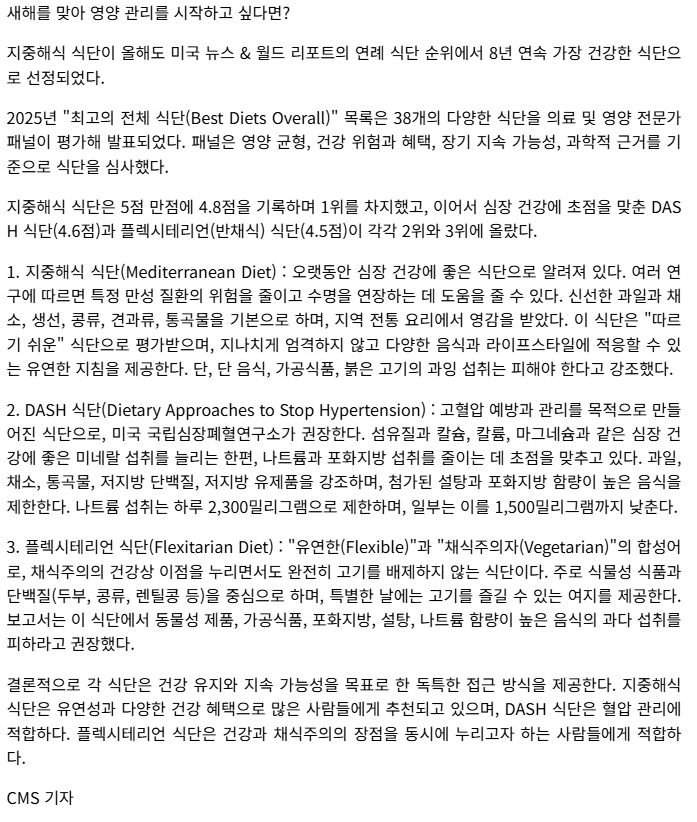 새해를 맞아 영양 관리를 시작하고 싶다면?
지중해식 식단이 올해도 미국 뉴스 & 월드 리포트의 연례 식단 순위에서 8년 연속 가장 건강한 식단으
로 선정되었다.
2025년 "최고의 전체 식단(Best Diets Overall)" 목록은 38개의 다양한 식단을 의료 및 영양 전문가
패널이 평가해 발표되었다. 패널은 영양 균형, 건강 위험과 혜택, 장기 지속 가능성, 과학적 근거를 기
준으로 식단을 심사했다.
지중해식 식단은 5점 만점에 4.8점을 기록하며 1위를 차지했고, 이어서 심장 건강에 초점을 맞춘 DAS
H 식단(4.6점)과 플렉시테리언(반채식) 식단(4.5점)이 각각 2위와 3위에 올랐다.
1. 지중해식 식단(Mediterranean Diet) : 오랫동안 심장 건강에 좋은 식단으로 알려져 있다. 여러 연
구에 따르면 특정 만성 질환의 위험을 줄이고 수명을 연장하는 데 도움을 줄 수 있다. 신선한 과일과 채
소, 생선, 콩류, 견과류, 통곡물을 기본으로 하며, 지역 전통 요리에서 영감을 받았다. 이 식단은 "따르
기 쉬운" 식단으로 평가받으며, 지나치게 엄격하지 않고 다양한 음식과 라이프스타일에 적응할 수 있
는 유연한 지침을 제공한다. 단, 단 음식, 가공식품, 붉은 고기의 과잉 섭취는 피해야 한다고 강조했다.
2. DASH 식단(Dietary Approaches to Stop Hypertension) : 고혈압 예방과 관리를 목적으로 만들
어진 식단으로, 미국 국립심장폐혈연구소가 권장한다. 섬유질과 칼슘, 칼륨, 마그네슘과 같은 심장 건
강에 좋은 미네랄 섭취를 늘리는 한편, 나트륨과 포화지방 섭취를 줄이는 데 초점을 맞추고 있다. 과일,
채소, 통곡물, 저지방 단백질, 저지방 유제품을 강조하며, 첨가된 설탕과 포화지방 함량이 높은 음식을
제한한다. 나트륨 섭취는 하루 2,300밀리그램으로 제한하며, 일부는 이를 1,500밀리그램까지 낮춘다.
3. 플렉시테리언 식단(Flexitarian Diet) : "유연한(Flexible)"과 "채식주의자(Vegetarian)"의 합성어
로, 채식주의의 건강상 이점을 누리면서도 완전히 고기를 배제하지 않는 식단이다. 주로 식물성 식품과
단백질(두부, 콩류, 렌틸콩 등)을 중심으로 하며, 특별한 날에는 고기를 즐길 수 있는 여지를 제공한다.
보고서는 이 식단에서 동물성 제품, 가공식품, 포화지방, 설탕, 나트륨 함량이 높은 음식의 과다 섭취를
피하라고 권장했다.
결론적으로 각 식단은 건강 유지와 지속 가능성을 목표로 한 독특한 접근 방식을 제공한다. 지중해식
식단은 유연성과 다양한 건강 혜택으로 많은 사람들에게 추천되고 있으며, DASH 식단은 혈압 관리에
적합하다. 플렉시테리언 식단은 건강과 채식주의의 장점을 동시에 누리고자 하는 사람들에게 적합하
다.
CMS 기자